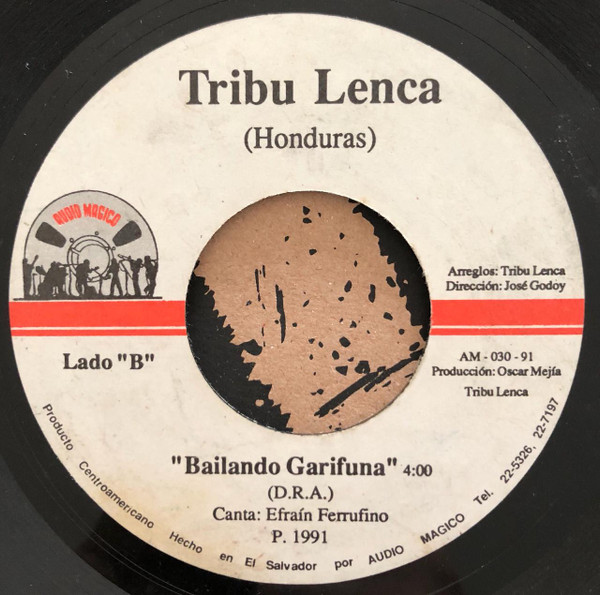 Tribu Lenca
(Honduras)
AUDIO MAGICO
Arreglos: Tribu Lenca
Dirección: José Godoy
Lado "B"
AM - 030 - 91
Producción: Oscar Mejía
Tribu Lenca
"Bailando Garifuna" 4:00
(D.R.A.)
Canta: Efraín Ferrufino
P. 1991
Producto Centroamericano Hecho en El Salvador por AUDIO MAGICO Tel. 22-5326, 22-7197